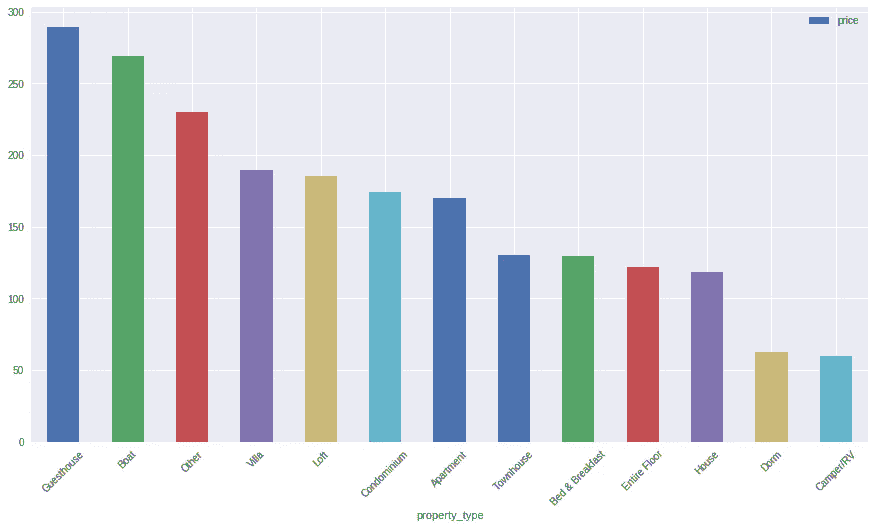 price
300
250
200
150
100
50
0
Guesthouse
Boat
Other
Villa
Loft
Condominium
Apartment
Townhouse
Bed & Breakfast
Entire Floor
House
Dorm
Camper/RV
property_type